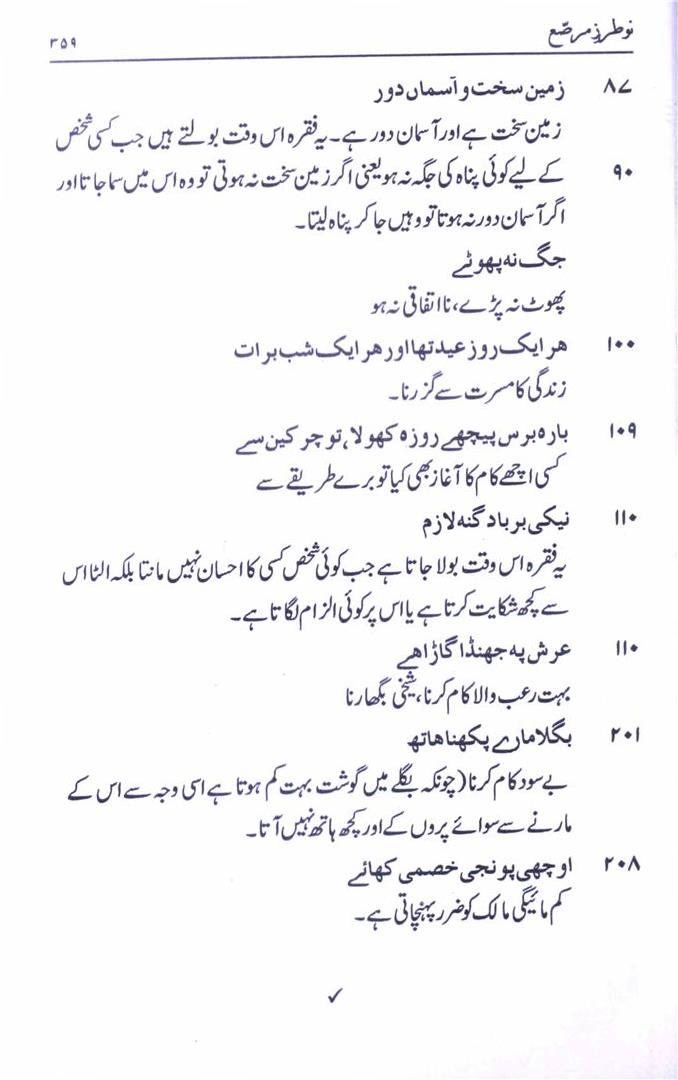 نوطرزِ مرصّع ۳۵۹
۸۷ زمین سخت و آسماں دور
زمین سخت ہے اور آسمان دور ہے۔ یہ فقرہ اس وقت بولتے ہیں جب کسی شخص
۹۰ کے لیے کوئی پناہ کی جگہ نہ ہو یعنی اگر زمین سخت نہ ہوتی تو وہ اس میں سما جاتا اور
اگر آسمان دور نہ ہوتا تو وہیں جا کر پناہ لیتا۔
جگ نہ پھوٹے
پھوٹ نہ پڑے، نااتفاقی نہ ہو
۱۰۰ ہر ایک روز عید تھا اور ہر ایک شب برات
زندگی کا مسرت سے گزرنا۔
۱۰۹ بارہ برس پیچھے روزہ کھولا، تو چرکین سے
کسی اچھے کام کا آغاز بھی کیا تو برے طریقے سے
۱۱۰ نیکی برباد گنہ لازم
یہ فقرہ اس وقت بولا جاتا ہے جب کوئی شخص کسی کا احسان نہیں مانتا بلکہ الٹا اس
سے کچھ شکایت کرتا ہے یا اس پر کوئی الزام لگاتا ہے۔
۱۱۰ عرش پہ جھنڈا گاڑا ہے
بہت رعب والا کام کرنا، شیخی بگھارنا
۲۰۱ بگلا مارے پکھنا ہاتھ
بے سود کام کرنا (چونکہ بگلے میں گوشت بہت کم ہوتا ہے اسی وجہ سے اس کے
مارنے سے سوائے پروں کے اور کچھ ہاتھ نہیں آتا۔
۲۰۸ اوچھی پونجی خصمی کھائے
کم مائیگی مالک کو ضرر پہنچاتی ہے۔
✓